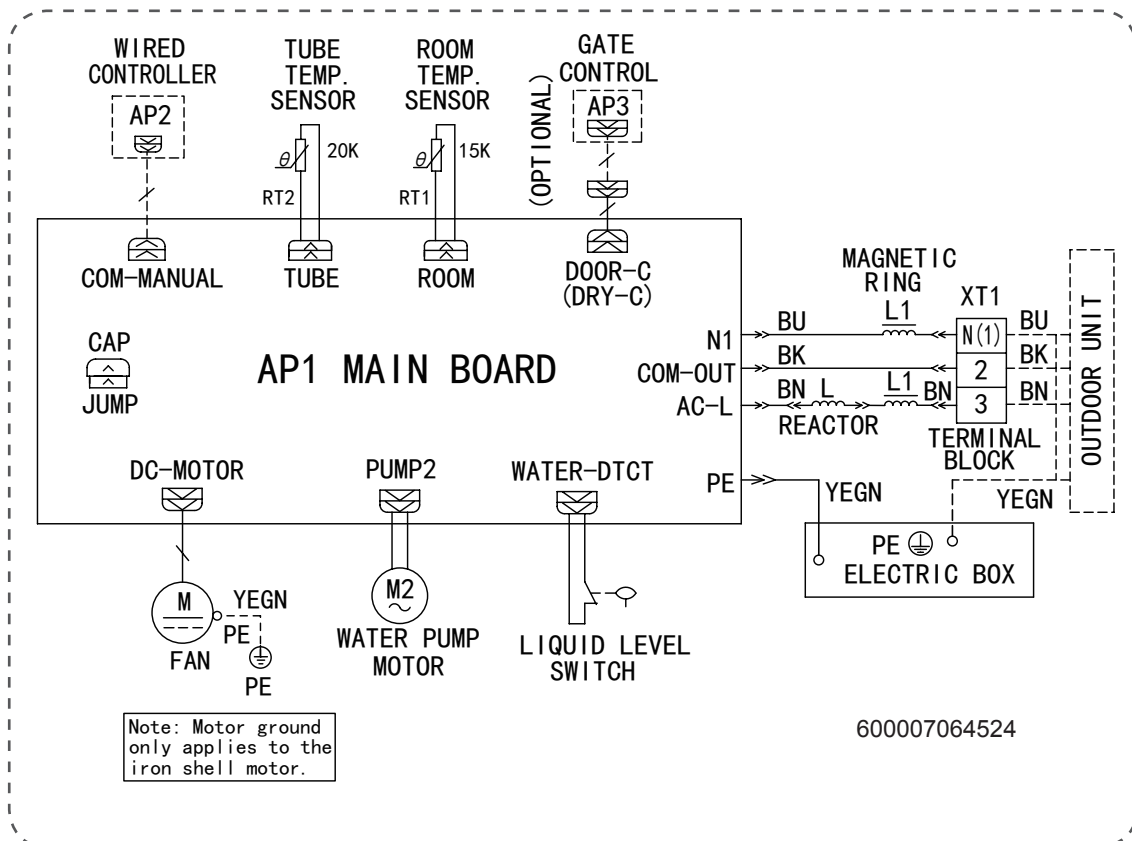 WIRED
CONTROLLER
AP2
TUBE
TEMP.
SENSOR
θ
20K
RT2
ROOM
TEMP.
SENSOR
θ
15K
RT1
(OPTIONAL)
GATE
CONTROL
AP3
COM-MANUAL
TUBE
ROOM
DOOR-C
(DRY-C)
CAP
JUMP
AP1 MAIN BOARD
N1
COM-OUT
AC-L
PE
BU
BK
BN
L
REACTOR
MAGNETIC
RING
L1
L1
BN
XT1
N(1)
2
3
TERMINAL
BLOCK
BU
BK
BN
OUTDOOR UNIT
YEGN
YEGN
PE
ELECTRIC BOX
DC-MOTOR
PUMP2
WATER-DTCT
M
YEGN
PE
FAN
PE
M2
WATER PUMP
MOTOR
LIQUID LEVEL
SWITCH
Note: Motor ground
only applies to the
iron shell motor.
600007064524